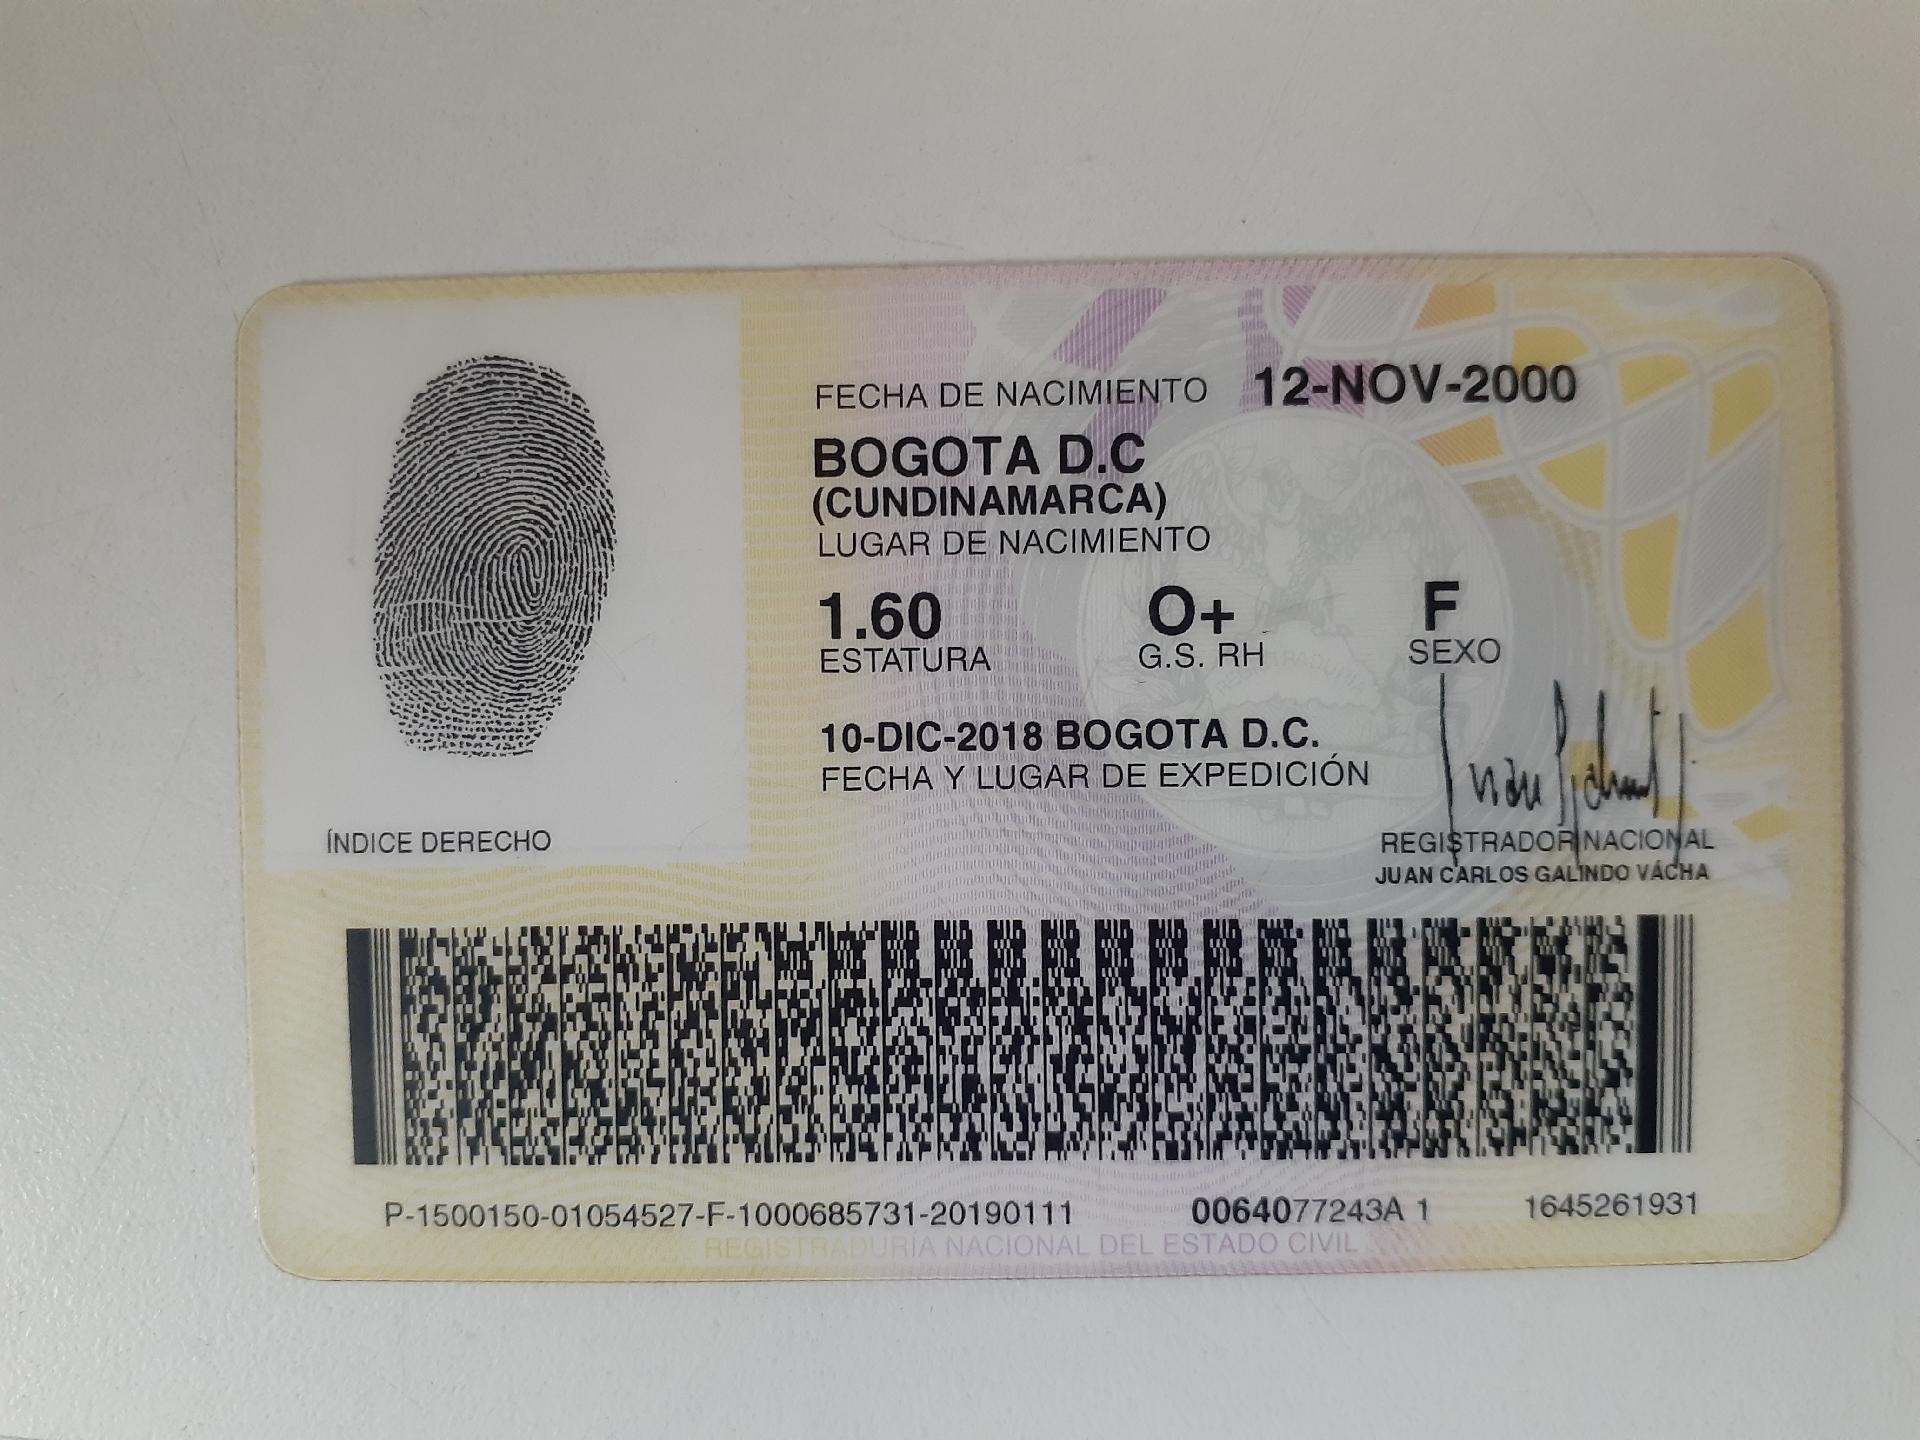 FECHA DE NACIMIENTO 12-NOV-2000
BOGOTA D.C
(CUNDINAMARCA)
LUGAR DE NACIMIENTO
1.60 O+ F
ESTATURA G.S. RH SEXO
10-DIC-2018 BOGOTA D.C.
FECHA Y LUGAR DE EXPEDICIÓN
ÍNDICE DERECHO
REGISTRADOR NACIONAL
JUAN CARLOS GALINDO VÁCHA
P-1500150-01054527-F-1000685731-20190111 0064077243A 1 1645261931
REGISTRADURIA NACIONAL DEL ESTADO CIVIL